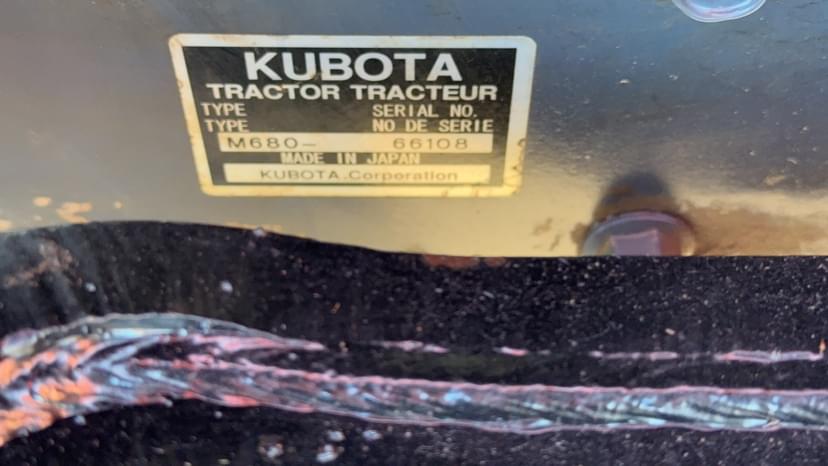 KUBOTA
TRACTOR TRACTEUR
TYPE SERIAL NO.
TYPE NO DE SERIE
M680- 66108
MADE IN JAPAN
KUBOTA.Corporation